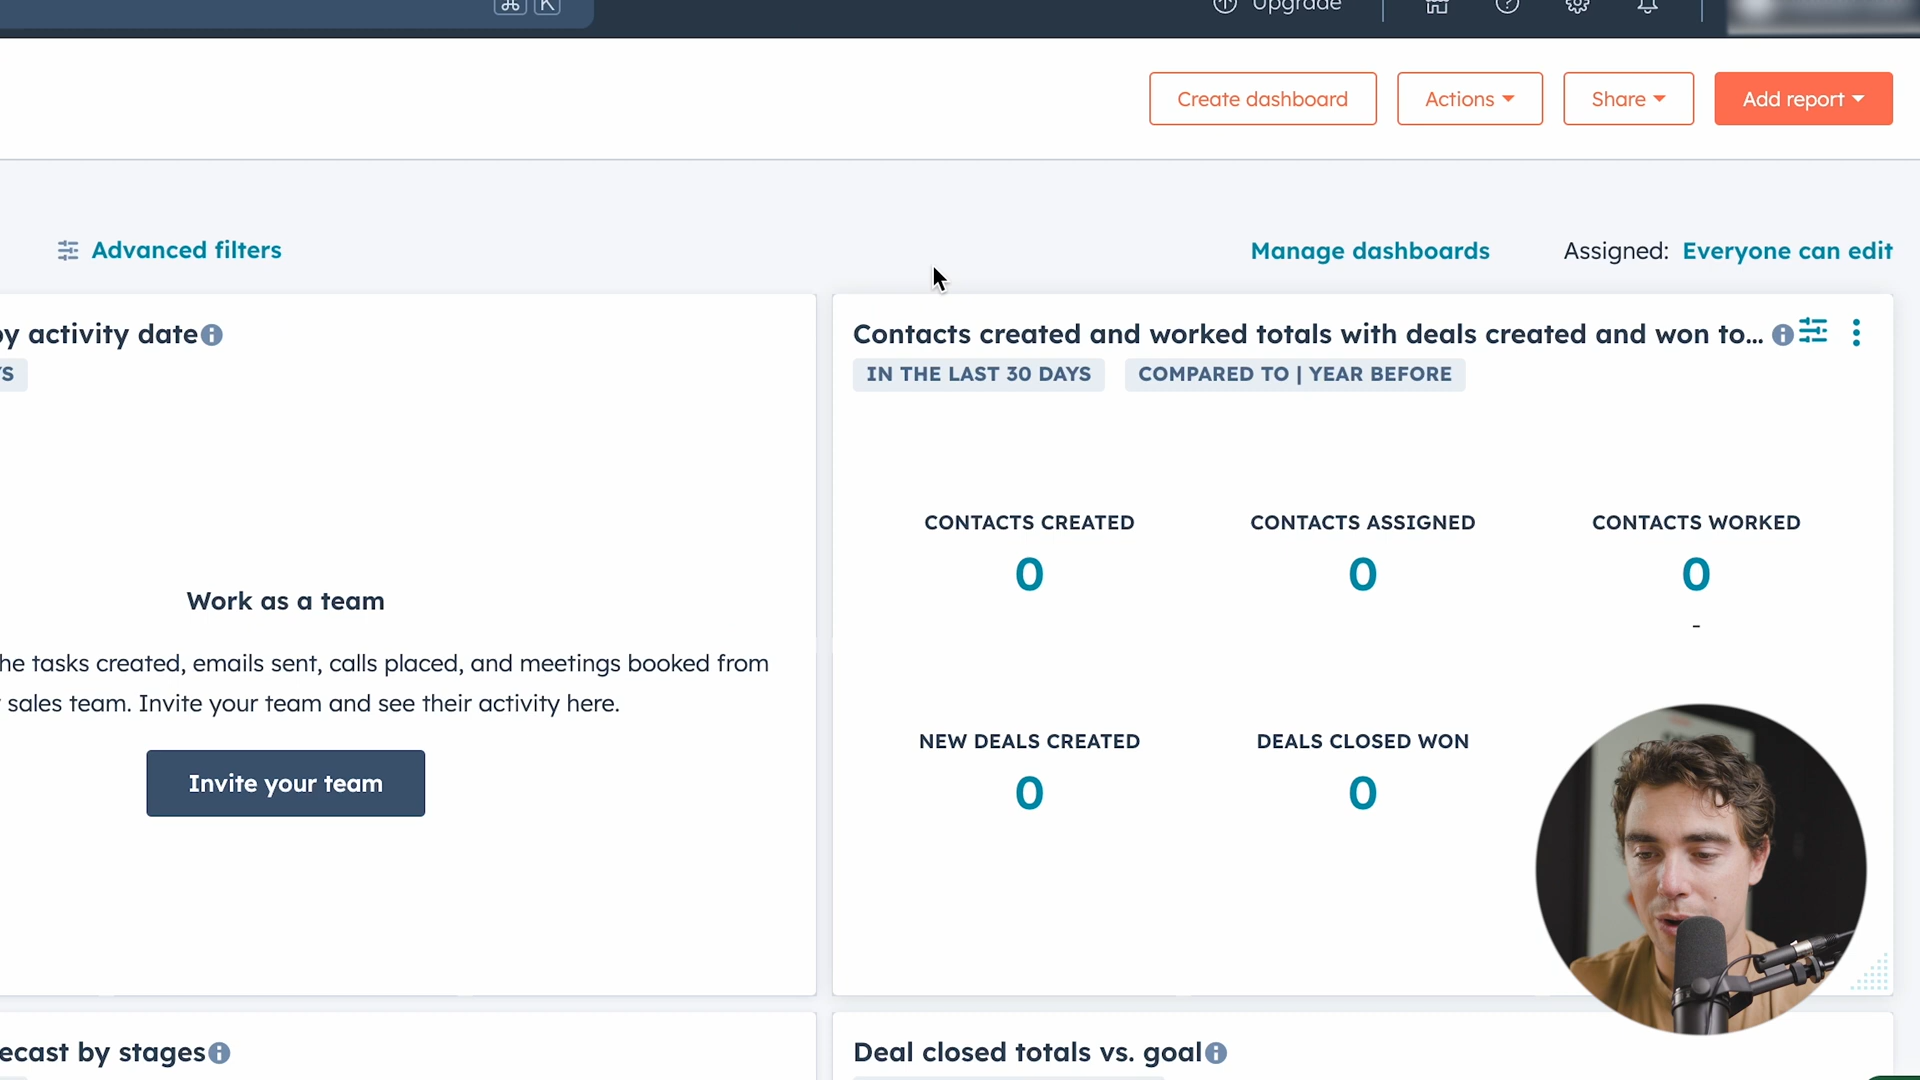 ⌘ K
Upgrade
Create dashboard
Actions
Share
Add report
Advanced filters
Manage dashboards
Assigned: Everyone can edit
by activity date
YS
Work as a team
he tasks created, emails sent, calls placed, and meetings booked from
sales team. Invite your team and see their activity here.
Invite your team
Contacts created and worked totals with deals created and won to...
IN THE LAST 30 DAYS
COMPARED TO | YEAR BEFORE
CONTACTS CREATED
0
CONTACTS ASSIGNED
0
CONTACTS WORKED
0
-
NEW DEALS CREATED
0
DEALS CLOSED WON
0
ecast by stages
Deal closed totals vs. goal